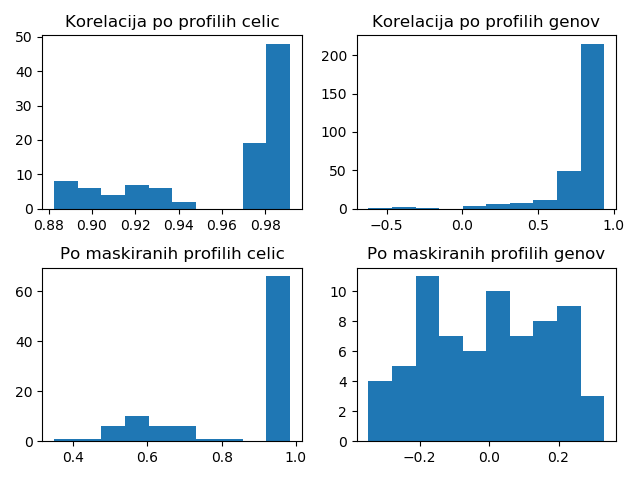 Korelacija po profilih celic
Korelacija po profilih genov
50
40
30
20
10
0
0.88 0.90 0.92 0.94 0.96 0.98
200
150
100
50
0
−0.5 0.0 0.5 1.0
Po maskiranih profilih celic
Po maskiranih profilih genov
60
40
20
0
0.4 0.6 0.8 1.0
10
8
6
4
2
0
−0.2 0.0 0.2